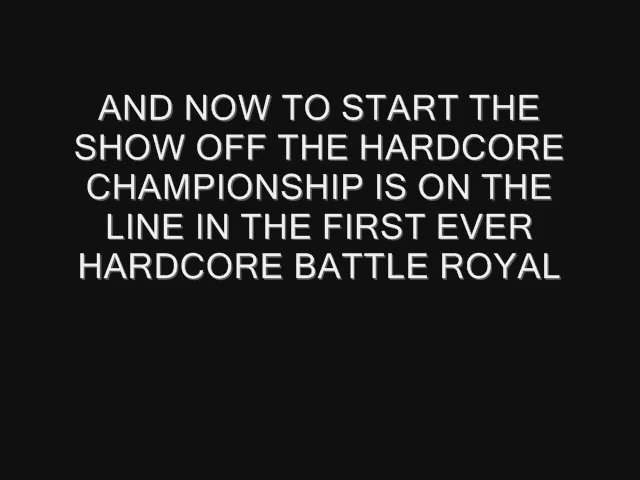 AND NOW TO START THE
SHOW OFF THE HARDCORE
CHAMPIONSHIP IS ON THE
LINE IN THE FIRST EVER
HARDCORE BATTLE ROYAL